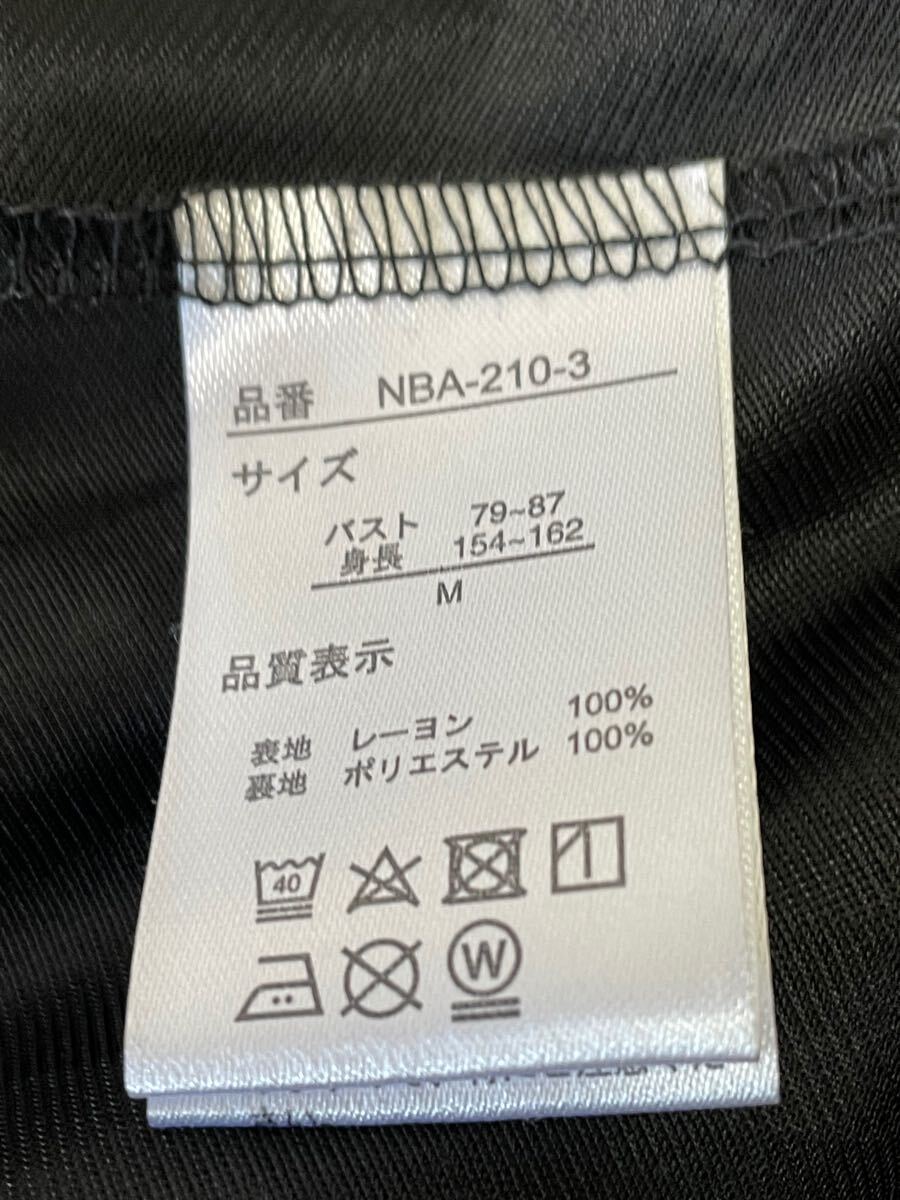 品番 NBA-210-3
サイズ
バスト 79~87
身長 154~162
M
品質表示
表地 レーヨン 100%
裏地 ポリエステル 100%
40
W